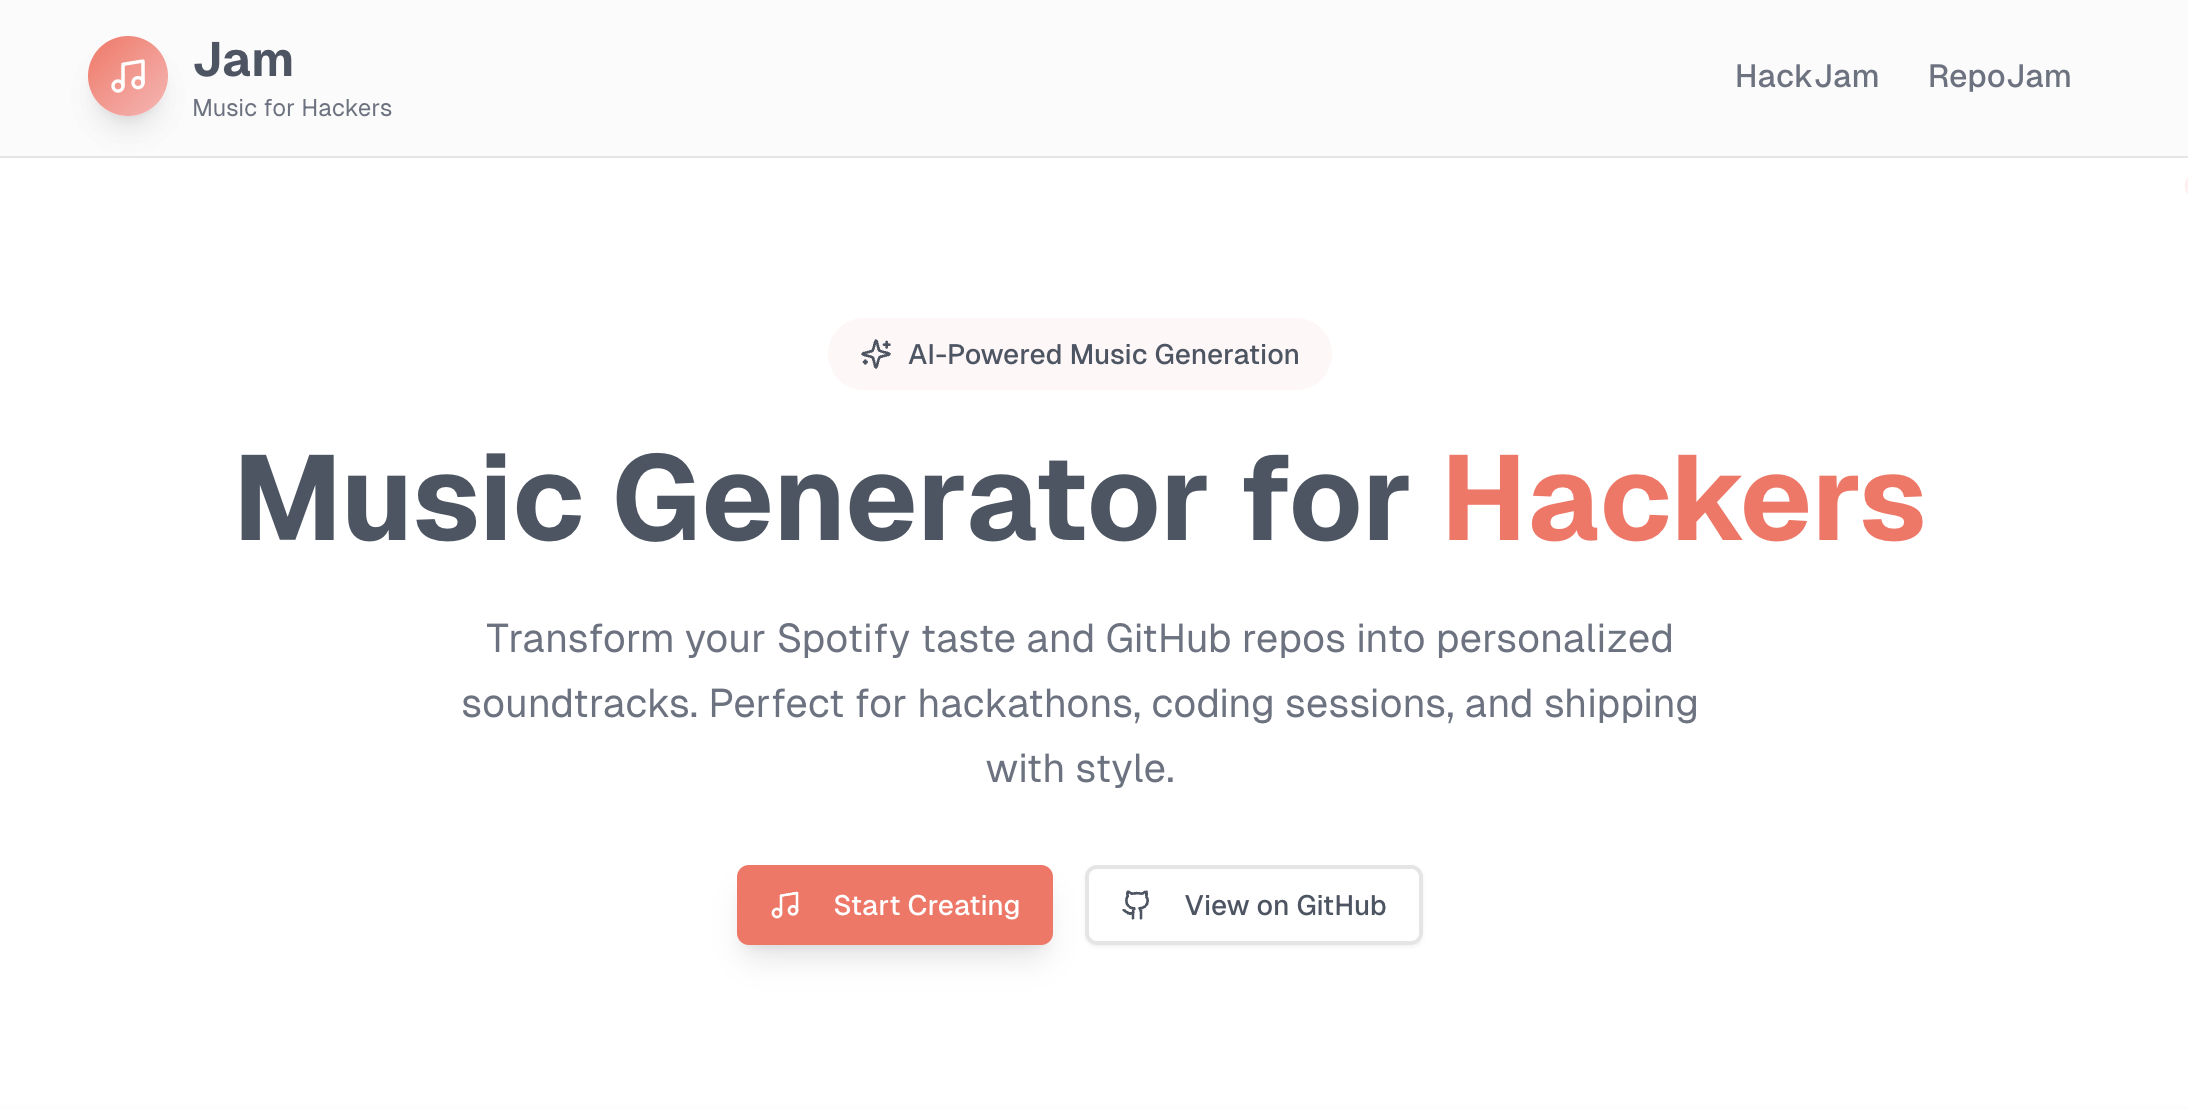 Jam
Music for Hackers
HackJam
RepoJam
AI-Powered Music Generation
Music Generator for Hackers
Transform your Spotify taste and GitHub repos into personalized
soundtracks. Perfect for hackathons, coding sessions, and shipping
with style.
Start Creating
View on GitHub